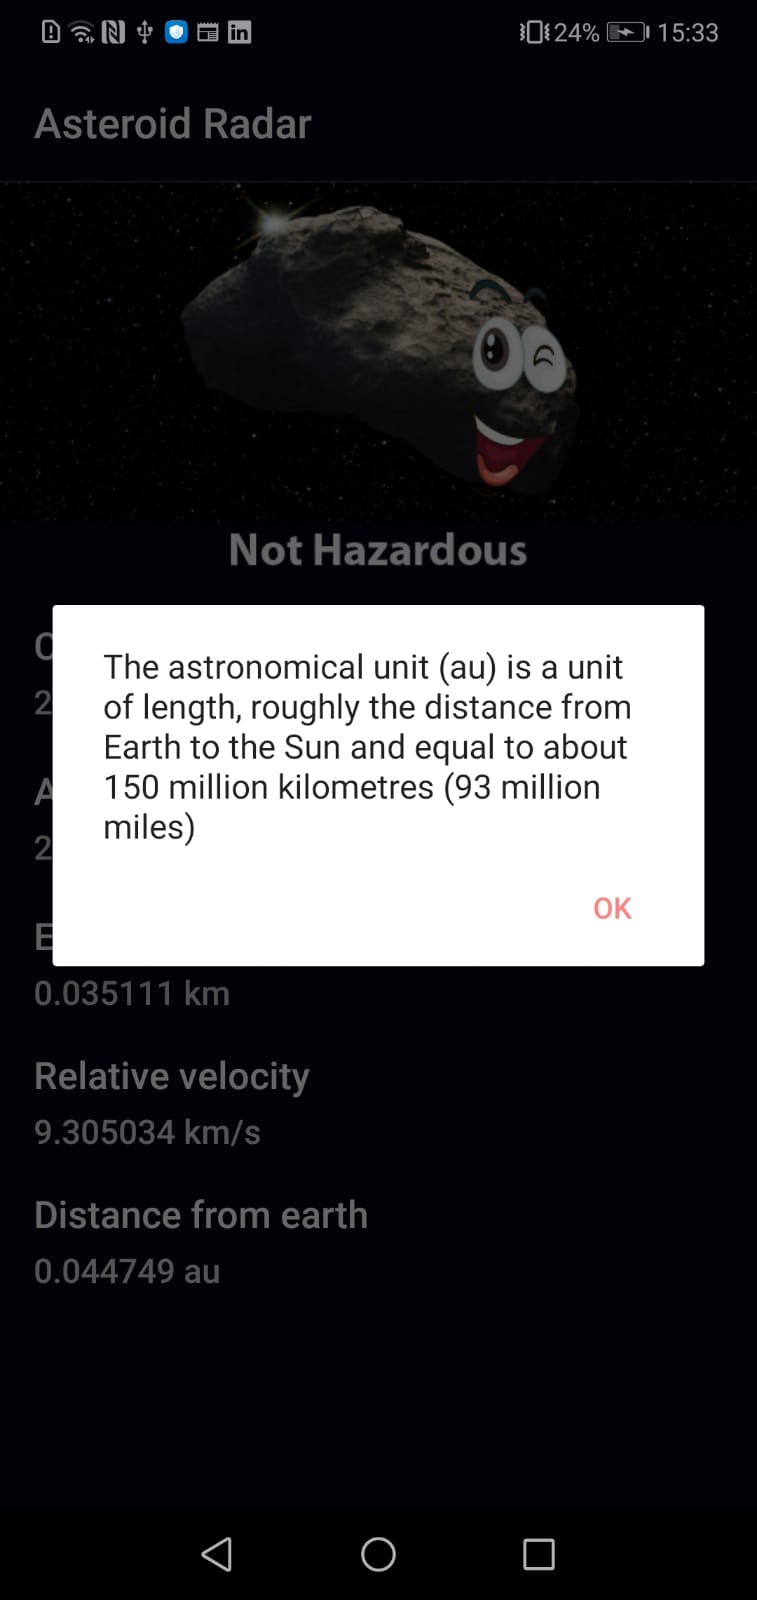 24% 15:33
Asteroid Radar
Not Hazardous
The astronomical unit (au) is a unit
of length, roughly the distance from
Earth to the Sun and equal to about
150 million kilometres (93 million
miles)
OK
0.035111 km
Relative velocity
9.305034 km/s
Distance from earth
0.044749 au